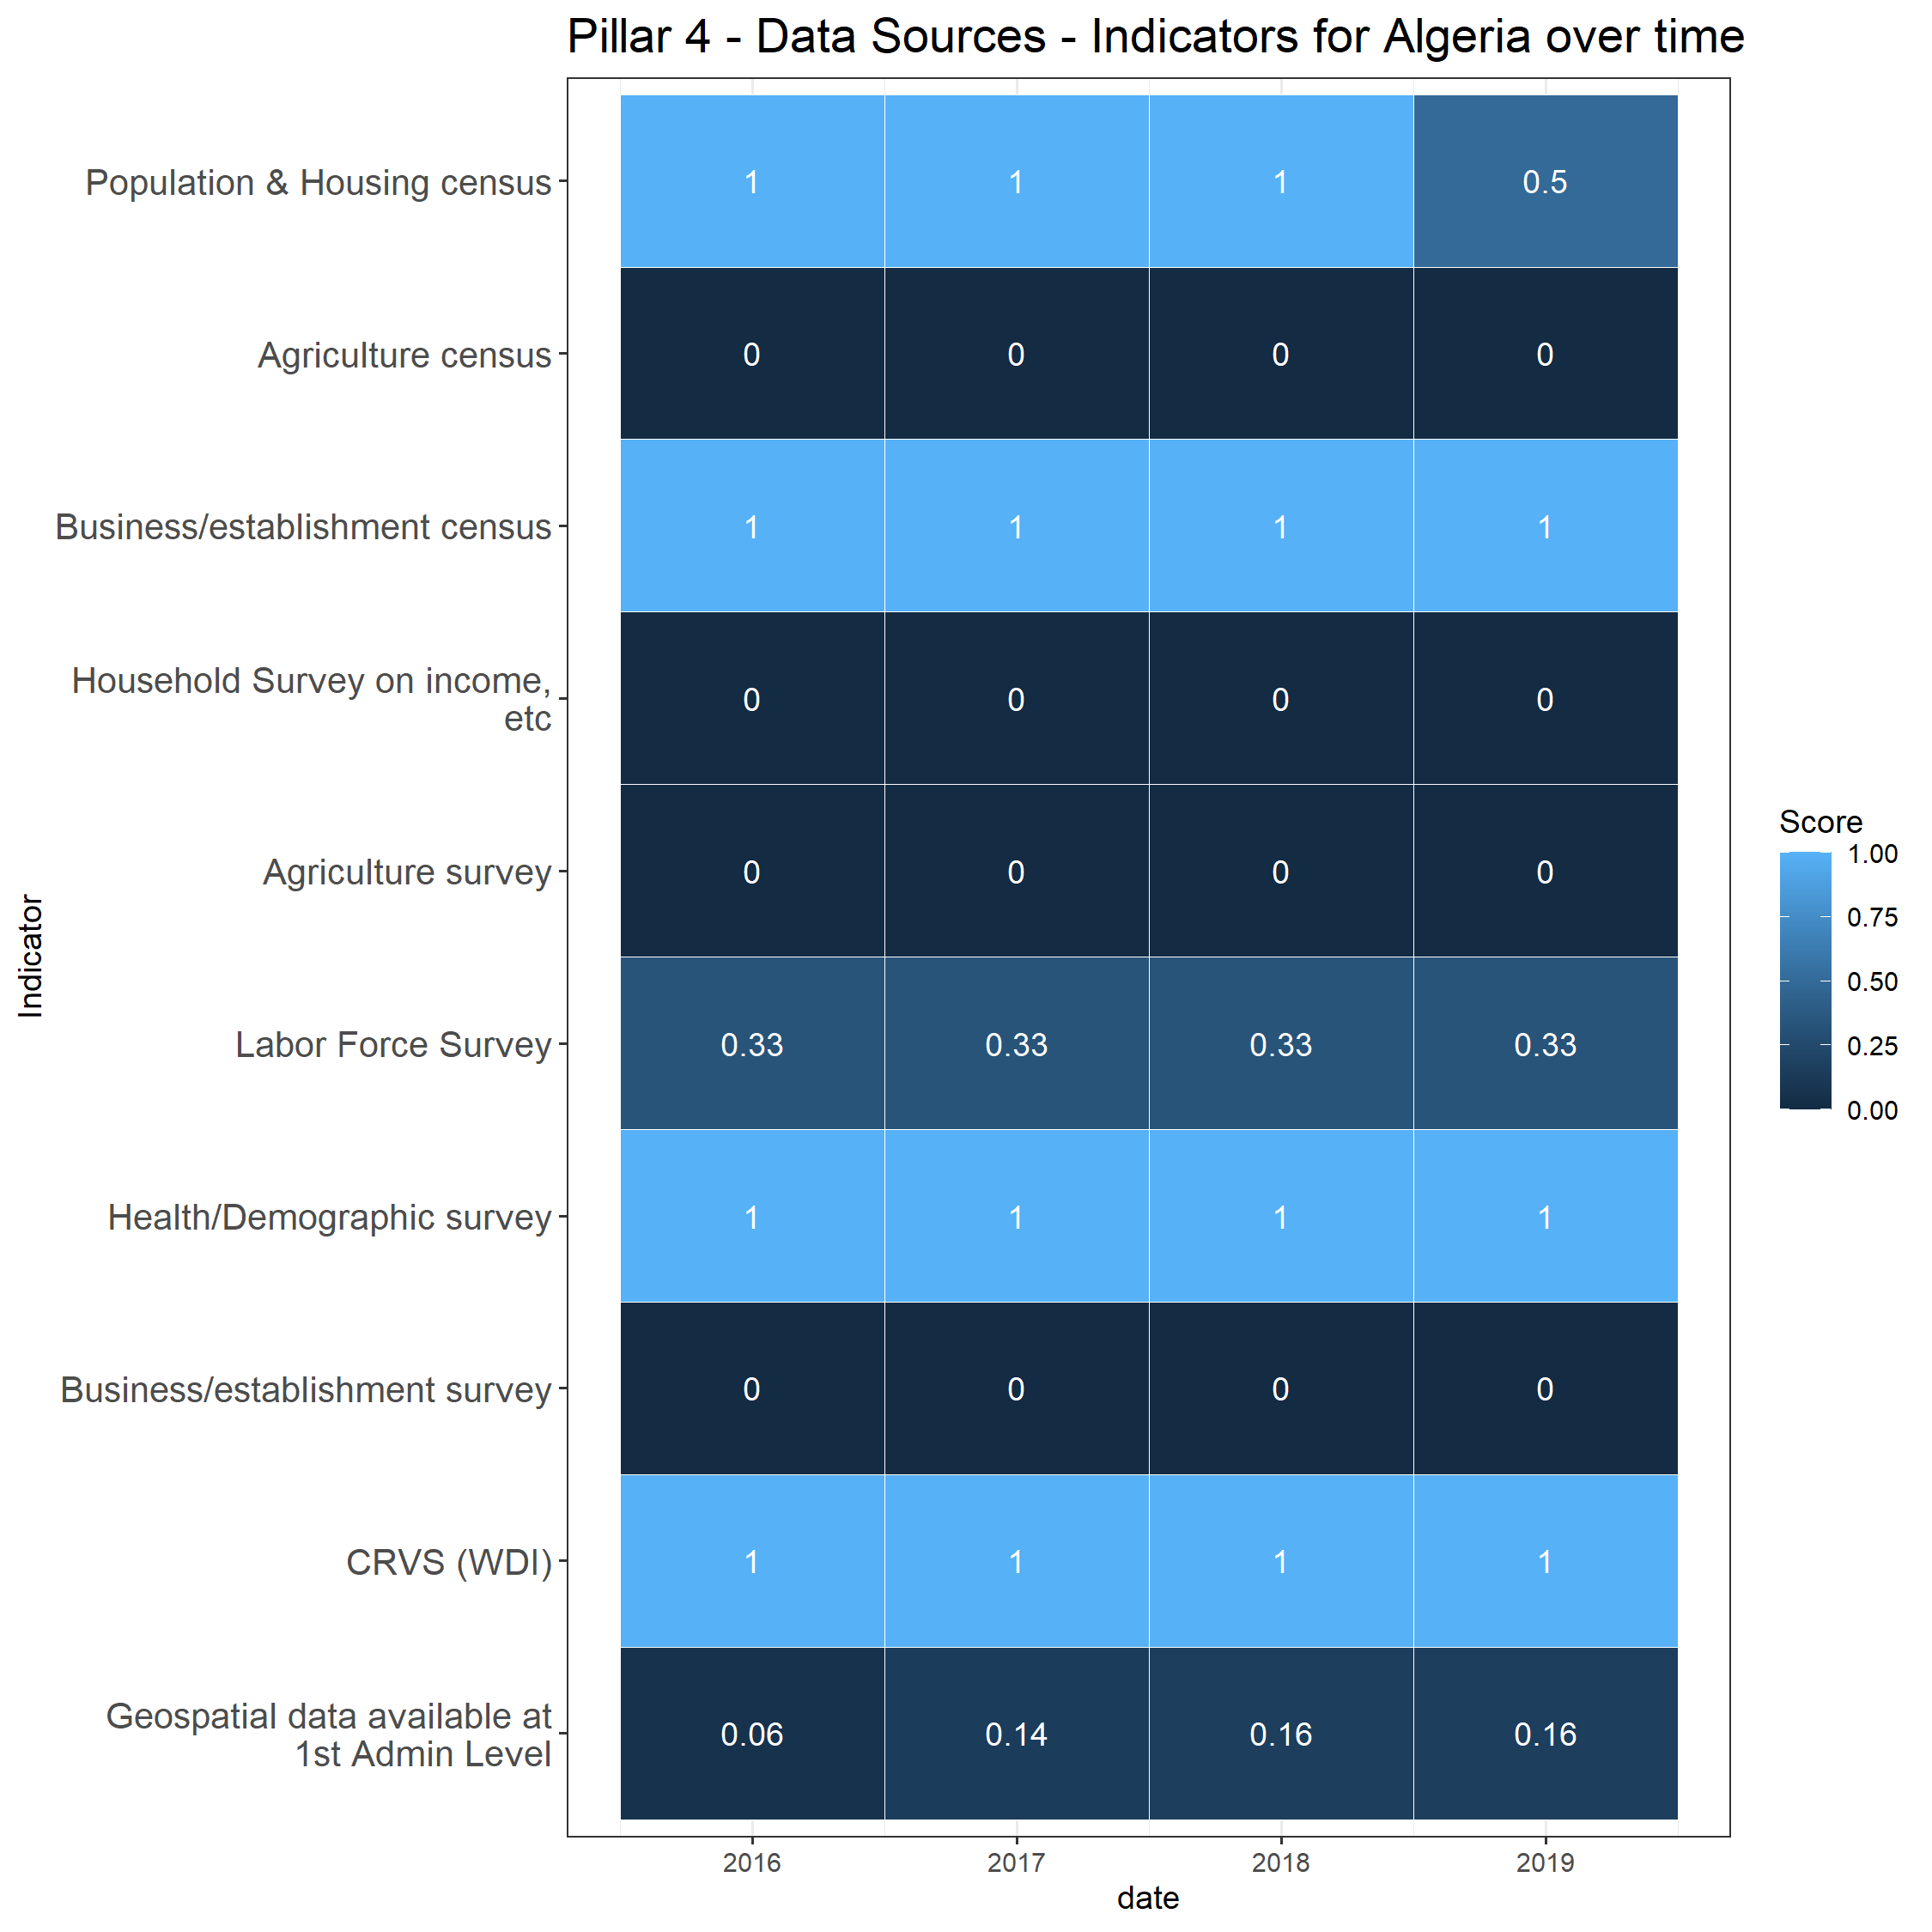 Pillar 4 - Data Sources - Indicators for Algeria over time
Population & Housing census
1 1 1 0.5
Agriculture census
0 0 0 0
Business/establishment census
1 1 1 1
Household Survey on income,
etc
0 0 0 0
Agriculture survey
0 0 0 0
Labor Force Survey
0.33 0.33 0.33 0.33
Health/Demographic survey
1 1 1 1
Business/establishment survey
0 0 0 0
CRVS (WDI)
1 1 1 1
Geospatial data available at
1st Admin Level
0.06 0.14 0.16 0.16
2016 2017 2018 2019
date
Indicator
Score
1.00
0.75
0.50
0.25
0.00